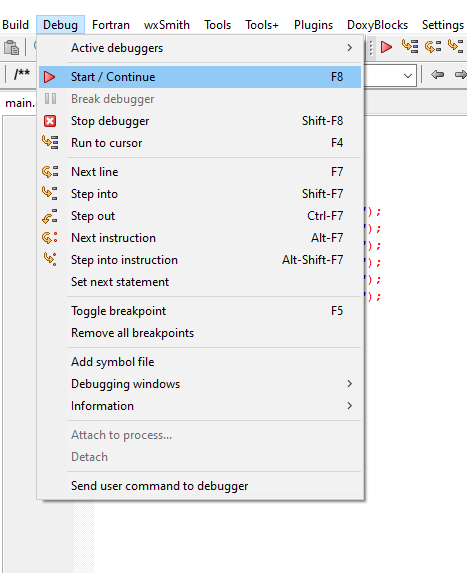 Build Debug Fortran wxSmith Tools Tools+ Plugins DoxyBlocks Settings
/**
main.
Active debuggers
Start / Continue F8
Break debugger
Stop debugger Shift-F8
Run to cursor F4
Next line F7
Step into Shift-F7
Step out Ctrl-F7
Next instruction Alt-F7
Step into instruction Alt-Shift-F7
Set next statement
Toggle breakpoint F5
Remove all breakpoints
Add symbol file
Debugging windows
Information
Attach to process...
Detach
Send user command to debugger
");
");
");
");
");
");